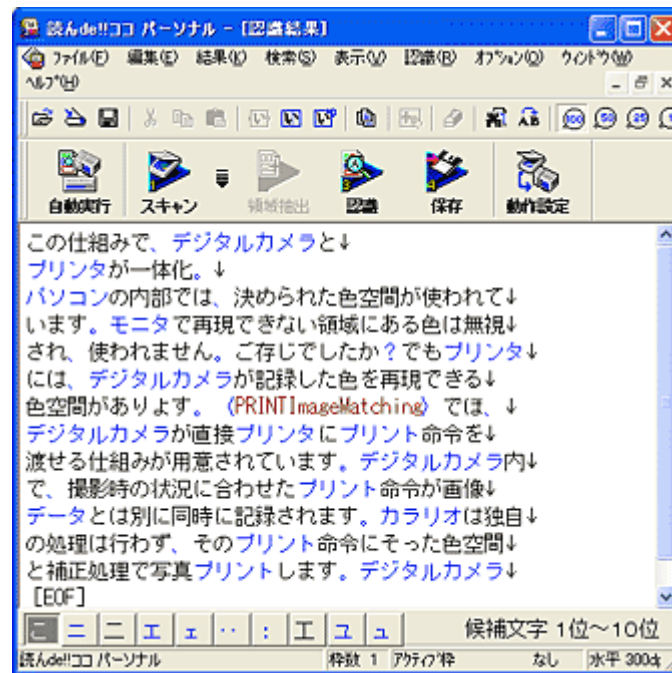 読んde!!ココ パーソナル - [認識結果]
ファイル(F) 編集(E) 結果(K) 検索(S) 表示(V) 認識(R) オプション(O) ウィンドウ(W)
ヘルプ(H)
自動実行 スキャン 領域抽出 認識 保存 動作設定
この仕組みで、デジタルカメラと↓
プリンタが一体化。↓
パソコンの内部では、決められた色空間が使われて↓
います。モニタで再現できない領域にある色は無視↓
され、使われません。ご存じでしたか?でもプリンタ↓
には、デジタルカメラが記録した色を再現できる↓
色空間がありよす。〈PRINTImageMatching〉でほ、↓
デジタルカメラが直接プリンタにプリント命令を↓
渡せる仕組みが用意されています。デジタルカメラ内↓
で、撮影時の状況に合わせたプリント命令が画像↓
データとは別に同時に記録されます。カラリオは独自↓
の処理は行わず、そのプリント命令にそった色空間↓
と補正処理で写真プリントします。デジタルカメラ↓
[EOF]
候補文字 1位~10位
読んde!!ココ パーソナル 枠数 1 アクティブ枠 なし 水平 300d